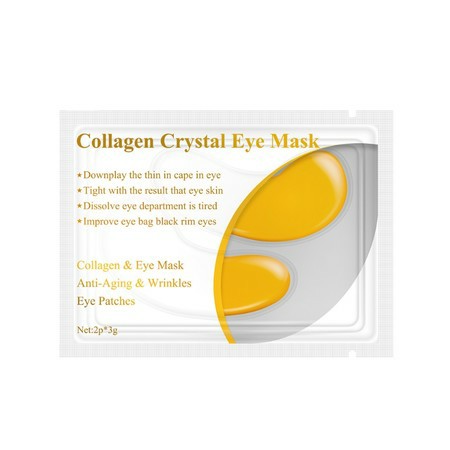 Collagen Crystal Eye Mask
★Downplay the thin in cape in eye
★Tight with the result that eye skin
★Dissolve eye department is tired
★Improve eye bag black rim eyes
Collagen & Eye Mask
Anti-Aging & Wrinkles
Eye Patches
Net:2p*3g